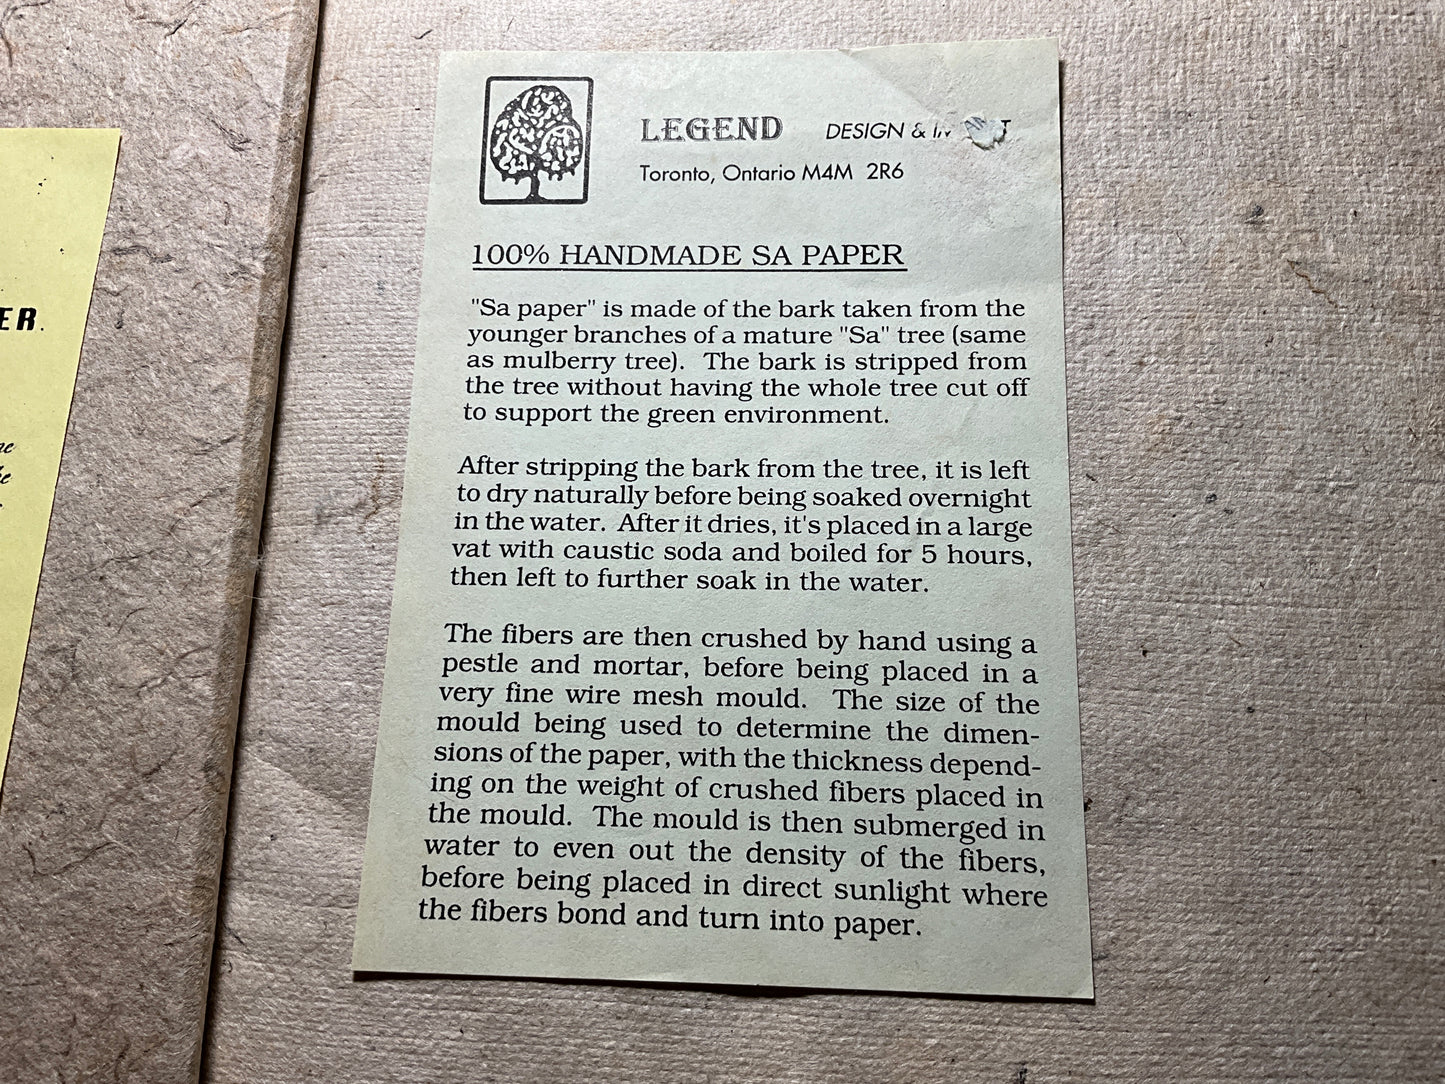 ER.
LEGEND DESIGN &
Toronto, Ontario M4M 2R6
100% HANDMADE SA PAPER
"Sa paper" is made of the bark taken from the
younger branches of a mature "Sa" tree (same
as mulberry tree). The bark is stripped from
the tree without having the whole tree cut off
to support the green environment.
After stripping the bark from the tree, it is left
to dry naturally before being soaked overnight
in the water. After it dries, it's placed in a large
vat with caustic soda and boiled for 5 hours,
then left to further soak in the water.
The fibers are then crushed by hand using a
pestle and mortar, before being placed in a
very fine wire mesh mould. The size of the
mould being used to determine the dimen-
sions of the paper, with the thickness depend-
ing on the weight of crushed fibers placed in
the mould. The mould is then submerged in
water to even out the density of the fibers,
before being placed in direct sunlight where
the fibers bond and turn into paper.